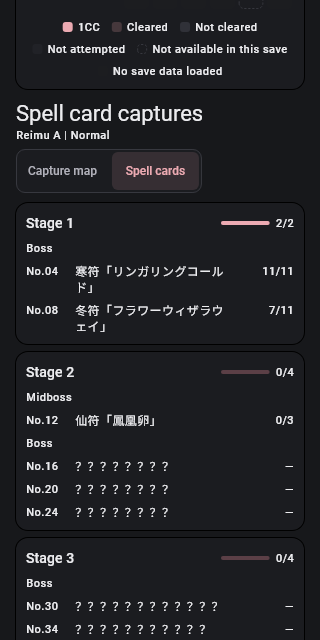 1CC Cleared Not cleared
Not attempted Not available in this save
No save data loaded
Spell card captures
Reimu A | Normal
Capture map Spell cards
Stage 1 2/2
Boss
No.04 寒符「リンガリングコール 11/11
ド」
No.08 冬符「フラワーウィザラウ 7/11
ェイ」
Stage 2 0/4
Midboss
No.12 仙符「鳳凰卵」 0/3
Boss
No.16 ？？？？？？？？ –
No.20 ？？？？？？？？ –
No.24 ？？？？？？？？ –
Stage 3 0/4
Boss
No.30 ？？？？？？？？？？？？ –
No.34 ？？？？？？？？？？？ –